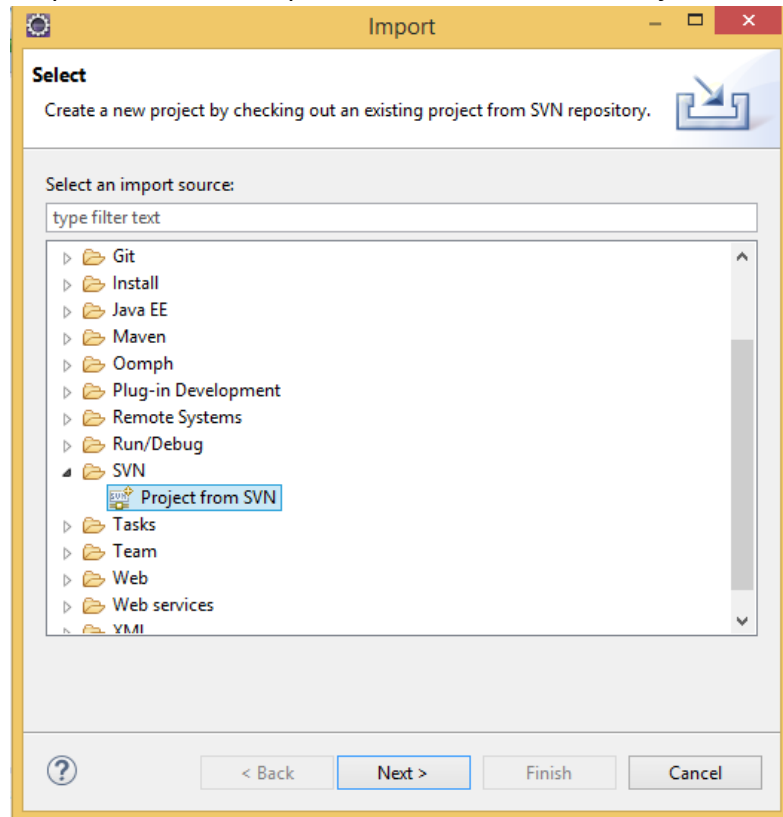 Import
Select
Create a new project by checking out an existing project from SVN repository.
Select an import source:
type filter text
Git
Install
Java EE
Maven
Oomph
Plug-in Development
Remote Systems
Run/Debug
SVN
Project from SVN
Tasks
Team
Web
Web services
XML
< Back Next > Finish Cancel